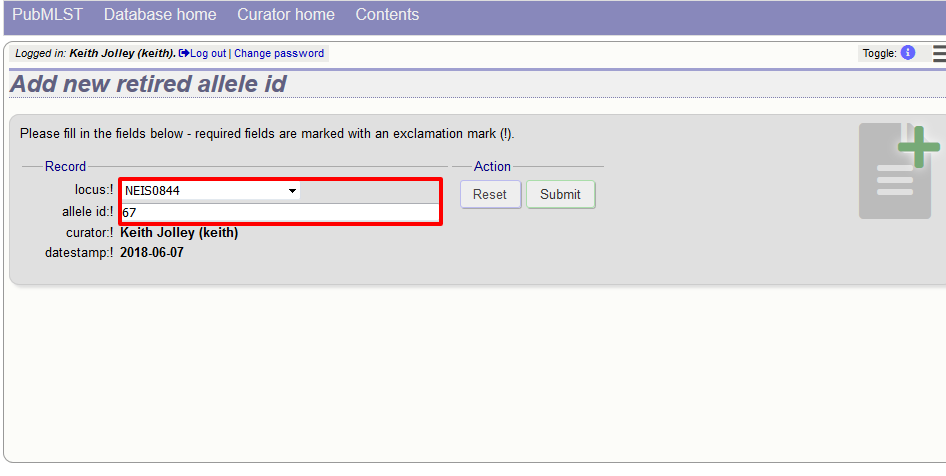 PubMLST Database home Curator home Contents
Logged in: Keith Jolley (keith). Log out | Change password Toggle: i
Add new retired allele id
Please fill in the fields below - required fields are marked with an exclamation mark (!).
Record Action
locus:! NEIS0844 Reset Submit
allele id:! 67
curator:! Keith Jolley (keith)
datestamp:! 2018-06-07